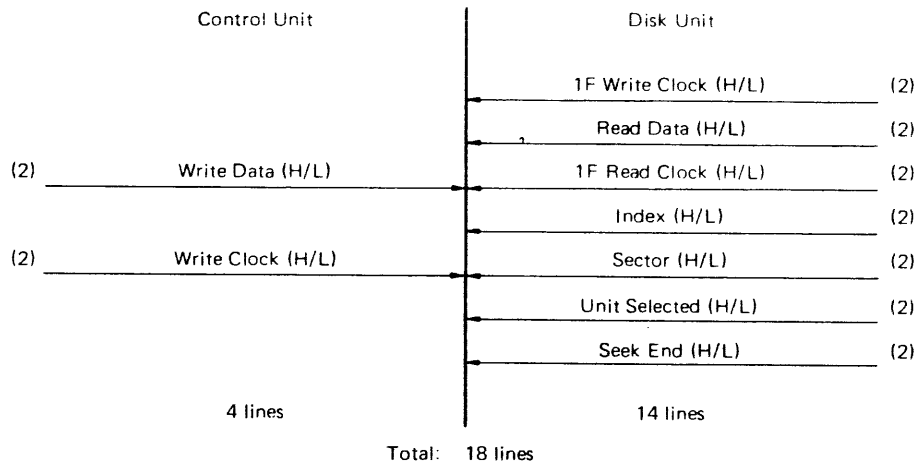 Control Unit Disk Unit
1F Write Clock (H/L) (2)
Read Data (H/L) (2)
(2) Write Data (H/L) 1F Read Clock (H/L) (2)
Index (H/L) (2)
(2) Write Clock (H/L) Sector (H/L) (2)
Unit Selected (H/L) (2)
Seek End (H/L) (2)
4 lines 14 lines
Total: 18 lines